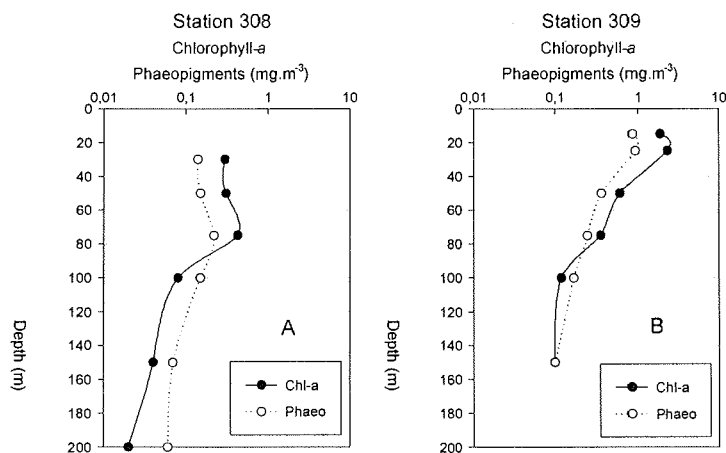 Station 308
Chlorophyll-a
Phaeopigments (mg.m-3)
0,01 0,1 1 10
0
20
40
60
80
100
120
140
160
180
200
Depth (m)
A
Chl-a
Phaeo
Station 309
Chlorophyll-a
Phaeopigments (mg.m-3)
0,01 0,1 1 10
0
20
40
60
80
100
120
140
160
180
200
Depth (m)
B
Chl-a
Phaeo